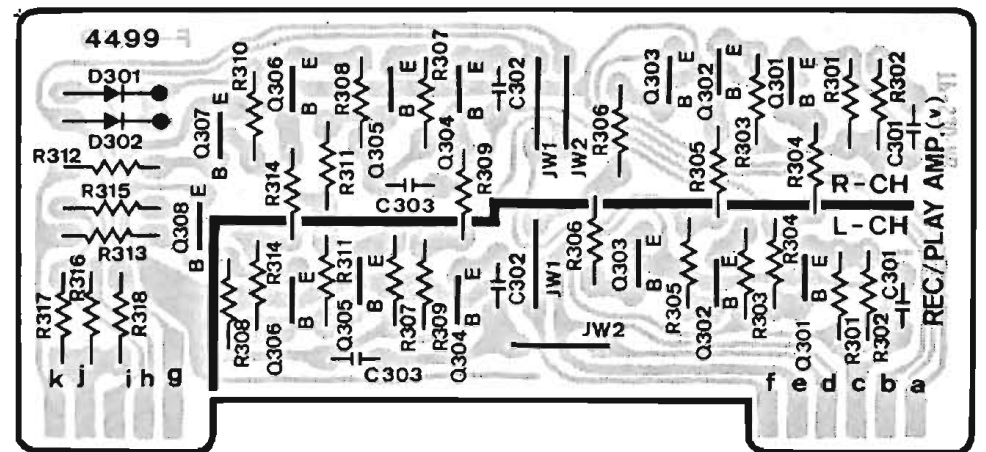 4499
D301
D302
R312
R315
R313
R317
R316
R318
k j i h g
Q307
B E
Q308
B E
R310
Q306
B E
R308
Q305
R307
B E
Q304
C302
R314
R311
C303
R309
JW1
JW2
R306
Q303
B E
Q302
B E
R303
Q301
B E
R301
R302
C301
R305
R304
R-CH
L-CH
REC/PLAY AMP.(v)
R308
R314
Q306
B E
R311
Q305
B E
R307
R309
C303
Q304
B E
C302
JW1
JW2
R306
Q303
R305
Q302
B E
R303
R304
Q301
B E
R301
R302
C301
f e d c b a